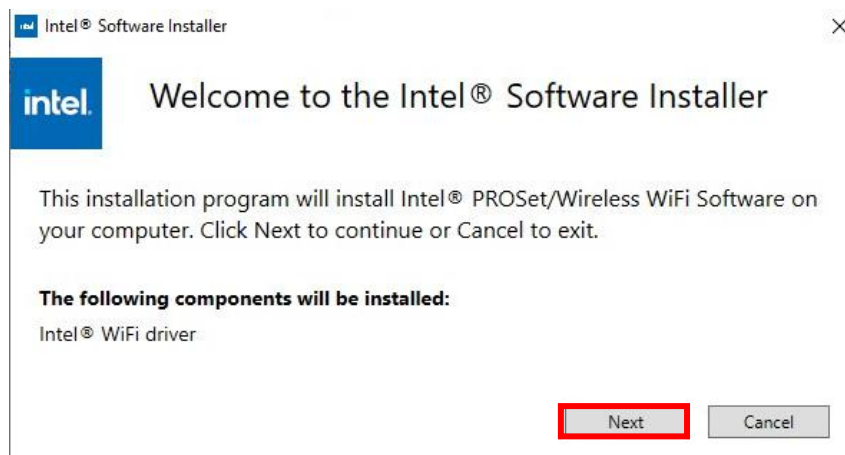 Intel® Software Installer
intel.
Welcome to the Intel® Software Installer
This installation program will install Intel® PROSet/Wireless WiFi Software on
your computer. Click Next to continue or Cancel to exit.
The following components will be installed:
Intel® WiFi driver
Next Cancel